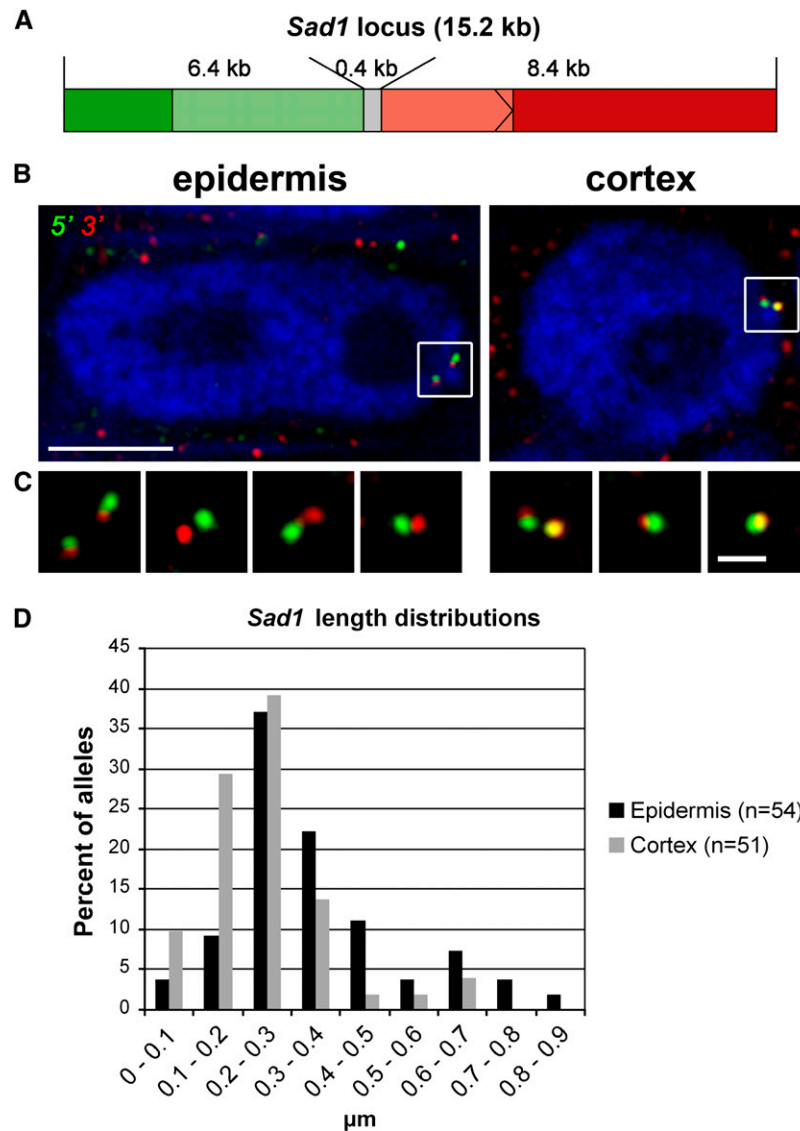 A
Sad1 locus (15.2 kb)
6.4 kb 0.4 kb 8.4 kb
B
epidermis cortex
5' 3'
C
D
Sad1 length distributions
45
40
35
30
25
20
15
10
5
0
Percent of alleles
Epidermis (n=54)
Cortex (n=51)
0 - 0.1 0.1 - 0.2 0.2 - 0.3 0.3 - 0.4 0.4 - 0.5 0.5 - 0.6 0.6 - 0.7 0.7 - 0.8 0.8 - 0.9
µm